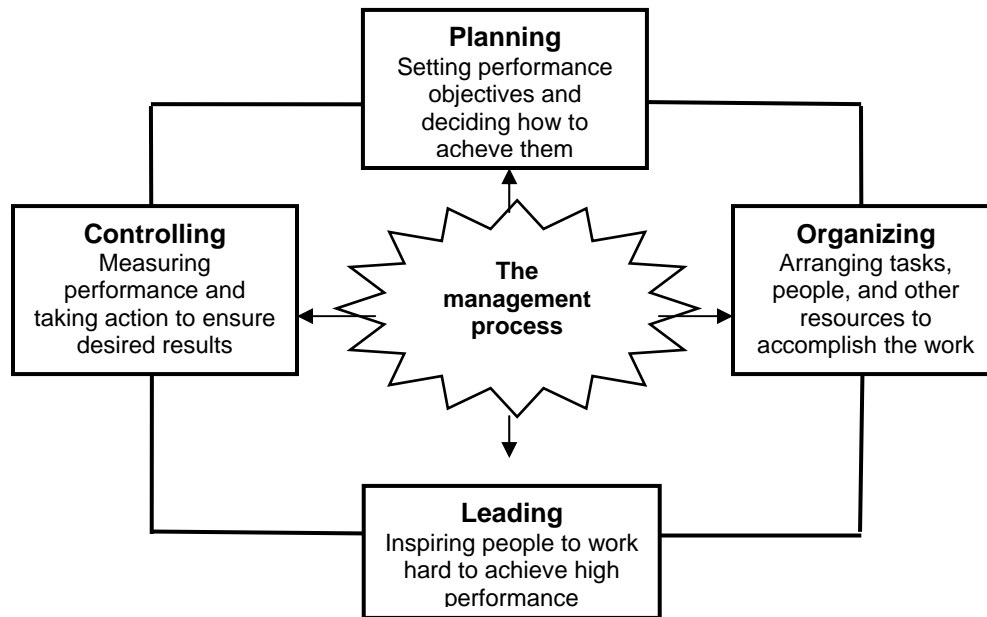 Planning
Setting performance
objectives and
deciding how to
acheve them
Controlling
Measuring
performance and
taking action to ensure
desired results
The
management
process
Organizing
Arranging tasks,
people, and other
resources to
accomplish the work
Leading
Inspiring people to work
hard to achieve high
performance